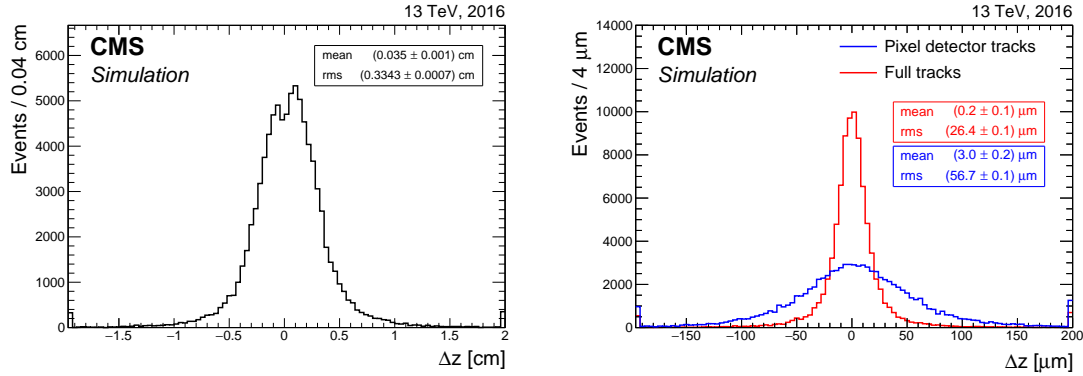 13 TeV, 2016
CMS
Simulation
mean (0.035 ± 0.001) cm
rms (0.3343 ± 0.0007) cm
Events / 0.04 cm
6000
5000
4000
3000
2000
1000
0
−1.5 −1 −0.5 0 0.5 1 1.5 2
Δz [cm]
13 TeV, 2016
CMS
Simulation
Pixel detector tracks
Full tracks
mean (0.2 ± 0.1) μm
rms (26.4 ± 0.1) μm
mean (3.0 ± 0.2) μm
rms (56.7 ± 0.1) μm
Events / 4 μm
14000
12000
10000
8000
6000
4000
2000
0
−150 −100 −50 0 50 100 150 200
Δz [μm]